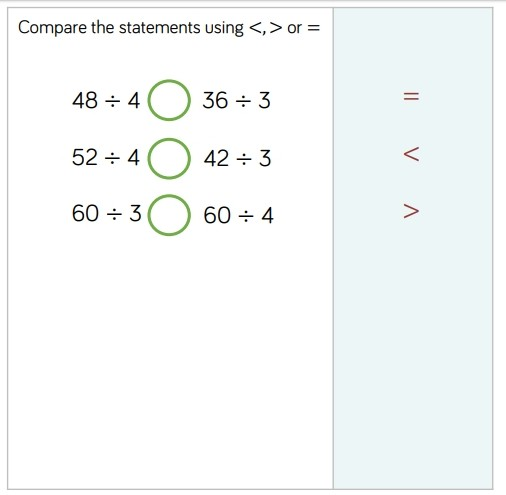 Compare the statements using <, > or =
48 ÷ 4 36 ÷ 3 =
52 ÷ 4 42 ÷ 3 <
60 ÷ 3 60 ÷ 4 >